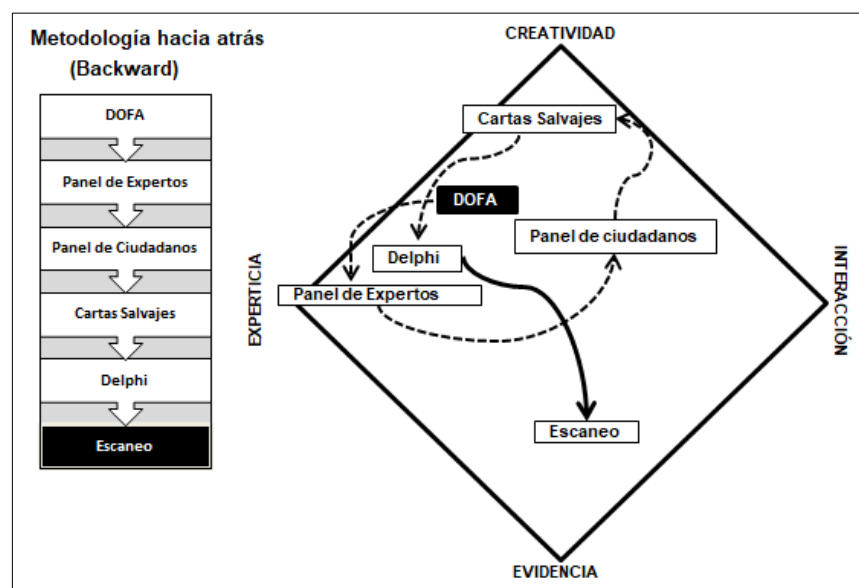 Metodología hacia atrás
(Backward)
DOFA
Panel de Expertos
Panel de Ciudadanos
Cartas Salvajes
Delphi
Escaneo
CREATIVIDAD
Cartas Salvajes
DOFA
Panel de ciudadanos
Delphi
Panel de Expertos
EXPERTICIA
INTERACCIÓN
Escaneo
EVIDENCIA